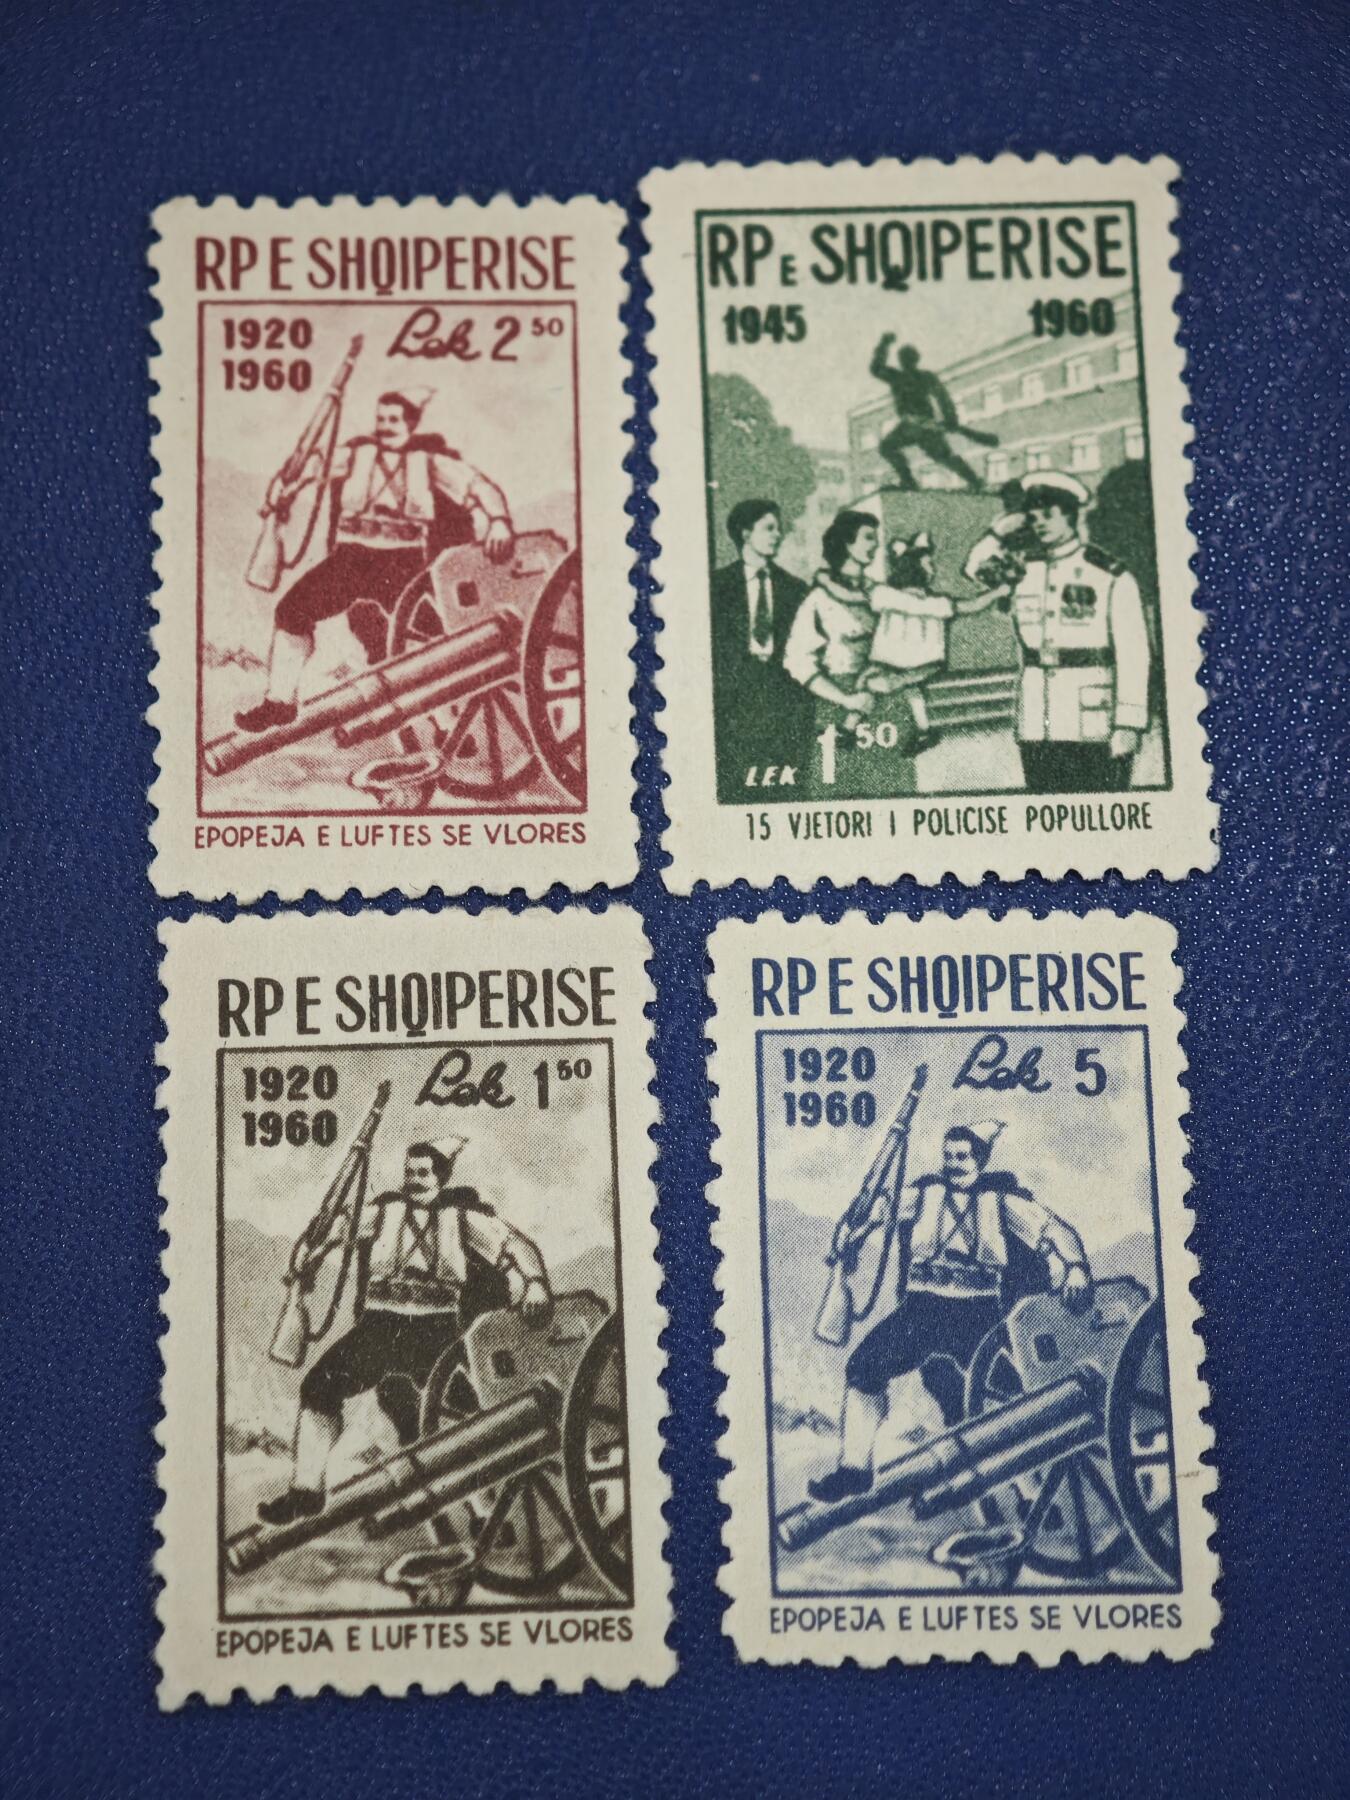 RP E SHQIPERISE
1920
1960
Lek 2 50
EPOPEJA E LUFTES SE VLORES
RP E SHQIPERISE
1945 1960
LEK 1 50
15 VJETORI I POLICISE POPULLORE
RP E SHQIPERISE
1920
1960
Lek 1 50
EPOPEJA E LUFTES SE VLORES
RP E SHQIPERISE
1920
1960
Lek 5
EPOPEJA E LUFTES SE VLORES